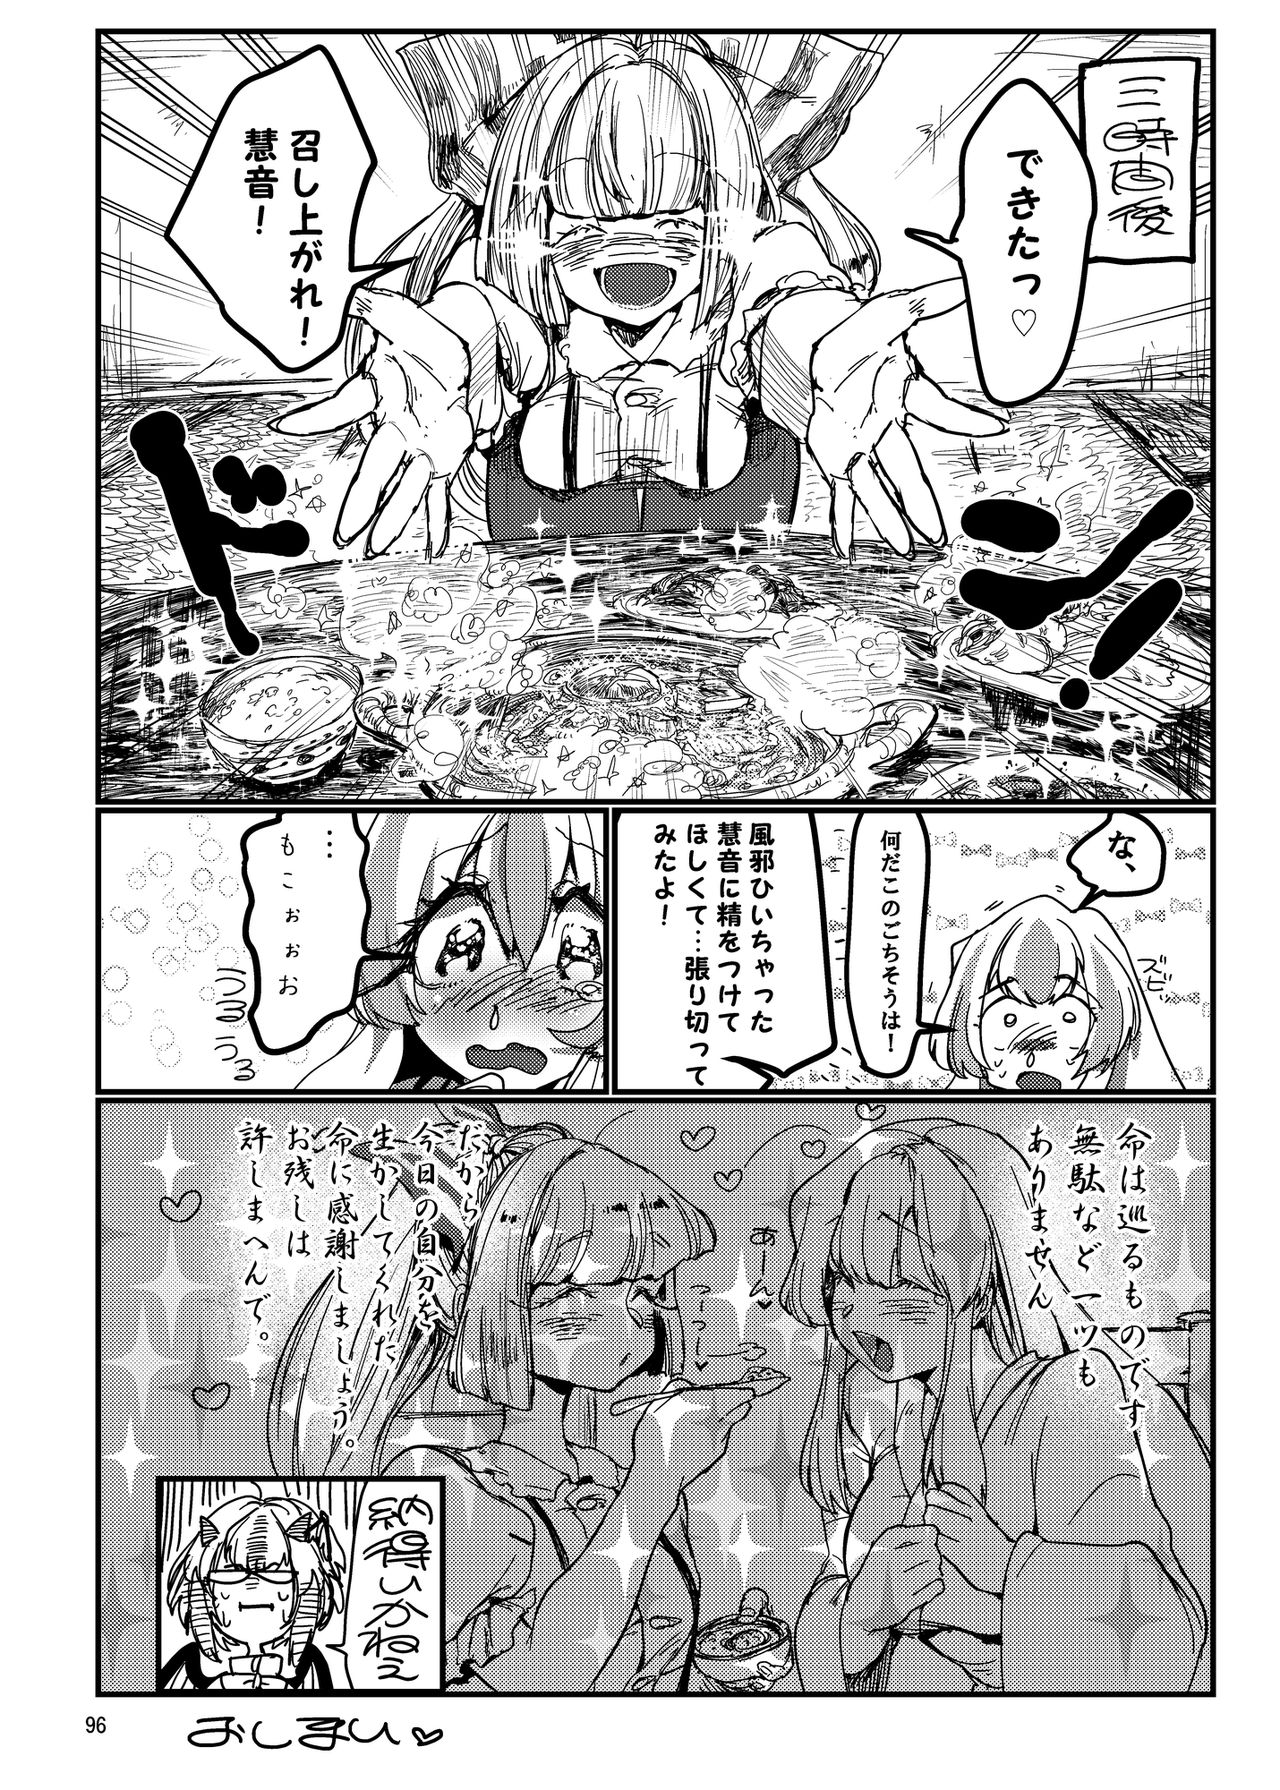 三時間後
できたっ♡
召し上がれ！
慧音！
ドン！
な、
何だこのごちそうは！
ズビ
風邪ひいちゃった
慧音に精をつけて
ほしくて…張り切って
みたよ！
…
もこぉぉお
うるうる
命は巡るものです
無駄など一ツも
ありません
だから
今日の自分を
生かしてくれた
命に感謝しましょう。
お残しは
許しまへんで。
あーん♥
納得いかねえ
96
おしまい♡